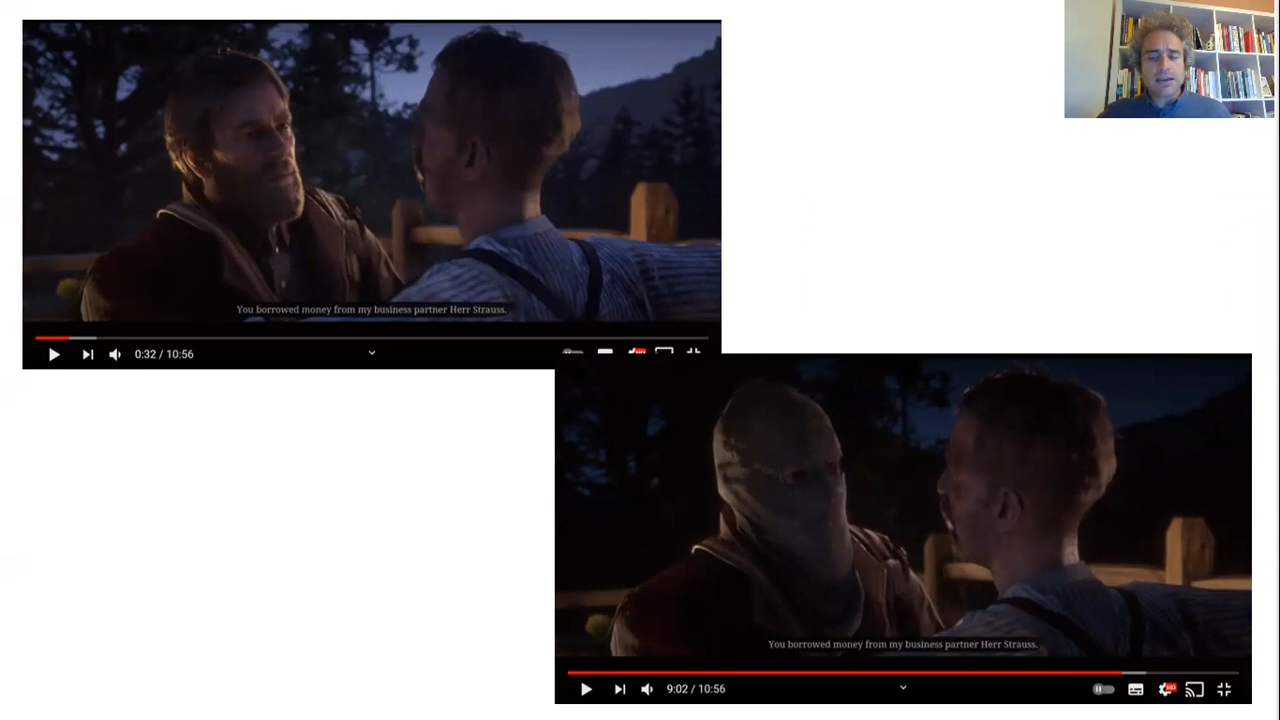 You borrowed money from my business partner Herr Strauss.
0:32 / 10:56
You borrowed money from my business partner Herr Strauss.
9:02 / 10:56